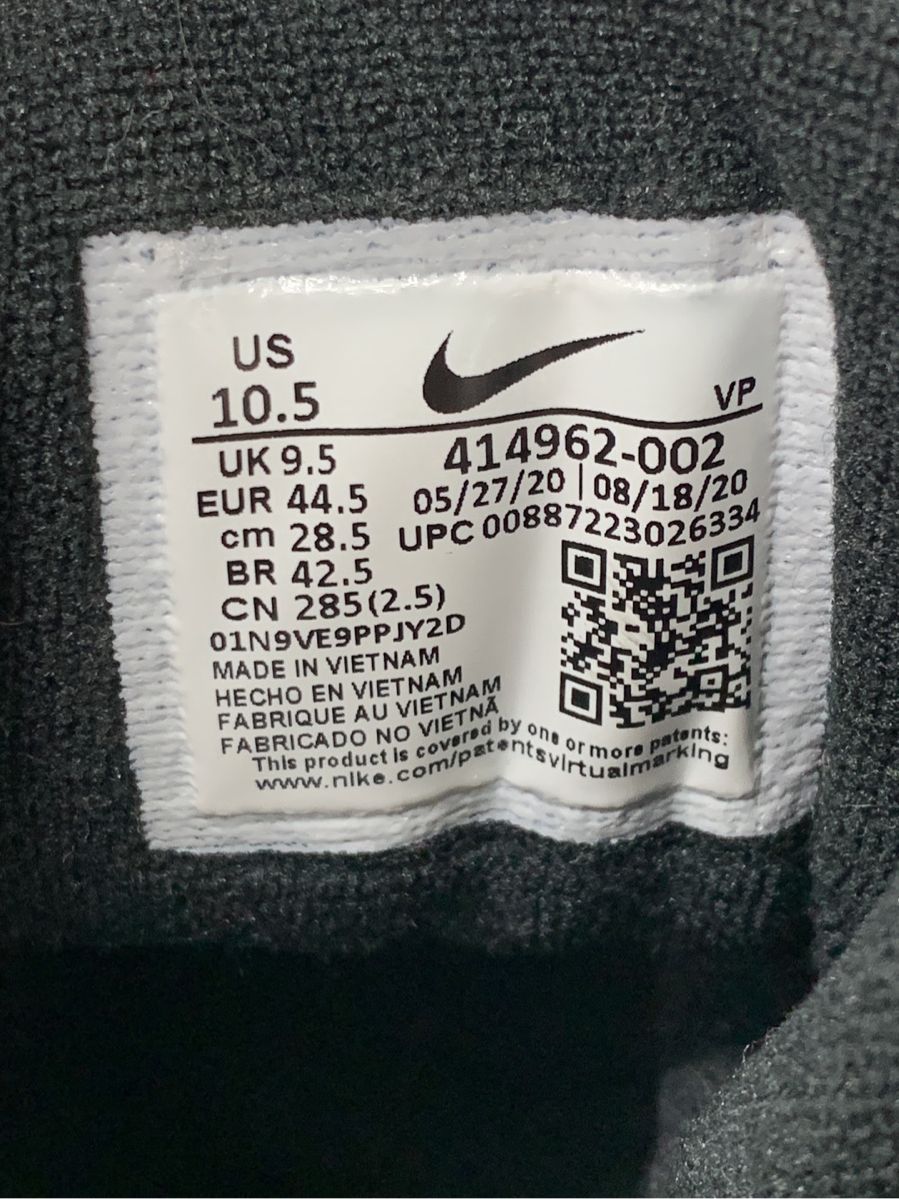 US
10.5
VP
UK 9.5
414962-002
EUR 44.5
05/27/20 | 08/18/20
cm 28.5
UPC 00887223026334
BR 42.5
CN 285(2.5)
01N9VE9PPJY2D
MADE IN VIETNAM
HECHO EN VIETNAM
FABRIQUE AU VIETNAM
FABRICADO NO VIETNÃ
This product is covered by one or more patents:
www.nike.com/patentsvirtualmarking